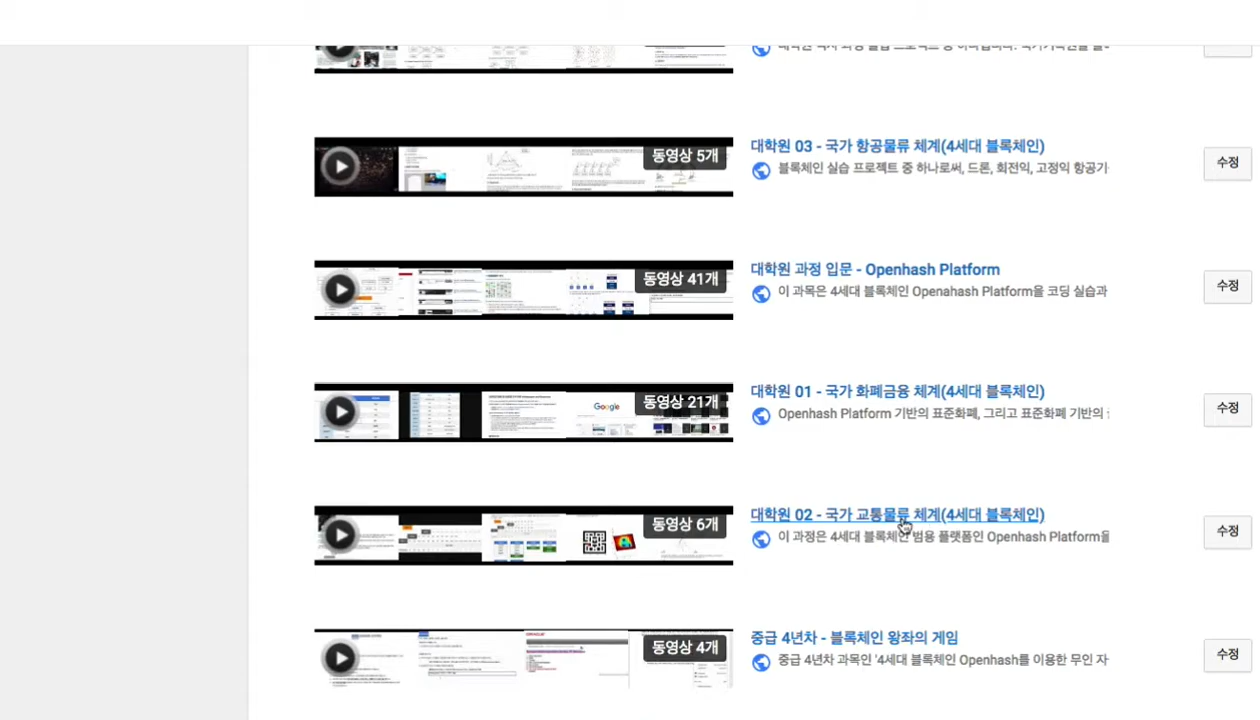 동영상 5개
대학원 03 - 국가 항공물류 체계(4세대 블록체인)
블록체인 실습 프로젝트 중 하나로써, 드론, 회전익, 고정익 항공기
수정
동영상 41개
대학원 과정 입문 - Openhash Platform
이 과목은 4세대 블록체인 Openahash Platform을 코딩 실습과
수정
Google
동영상 21개
대학원 01 - 국가 화폐금융 체계(4세대 블록체인)
Openhash Platform 기반의 표준화폐, 그리고 표준화폐 기반의
수정
동영상 6개
대학원 02 - 국가 교통물류 체계(4세대 블록체인)
이 과정은 4세대 블록체인 범용 플랫폼인 Openhash Platform을
수정
동영상 4개
중급 4년차 - 블록체인 왕좌의 게임
중급 4년차 과목인 '4세대 블록체인 Openhash를 이용한 무인 자
수정